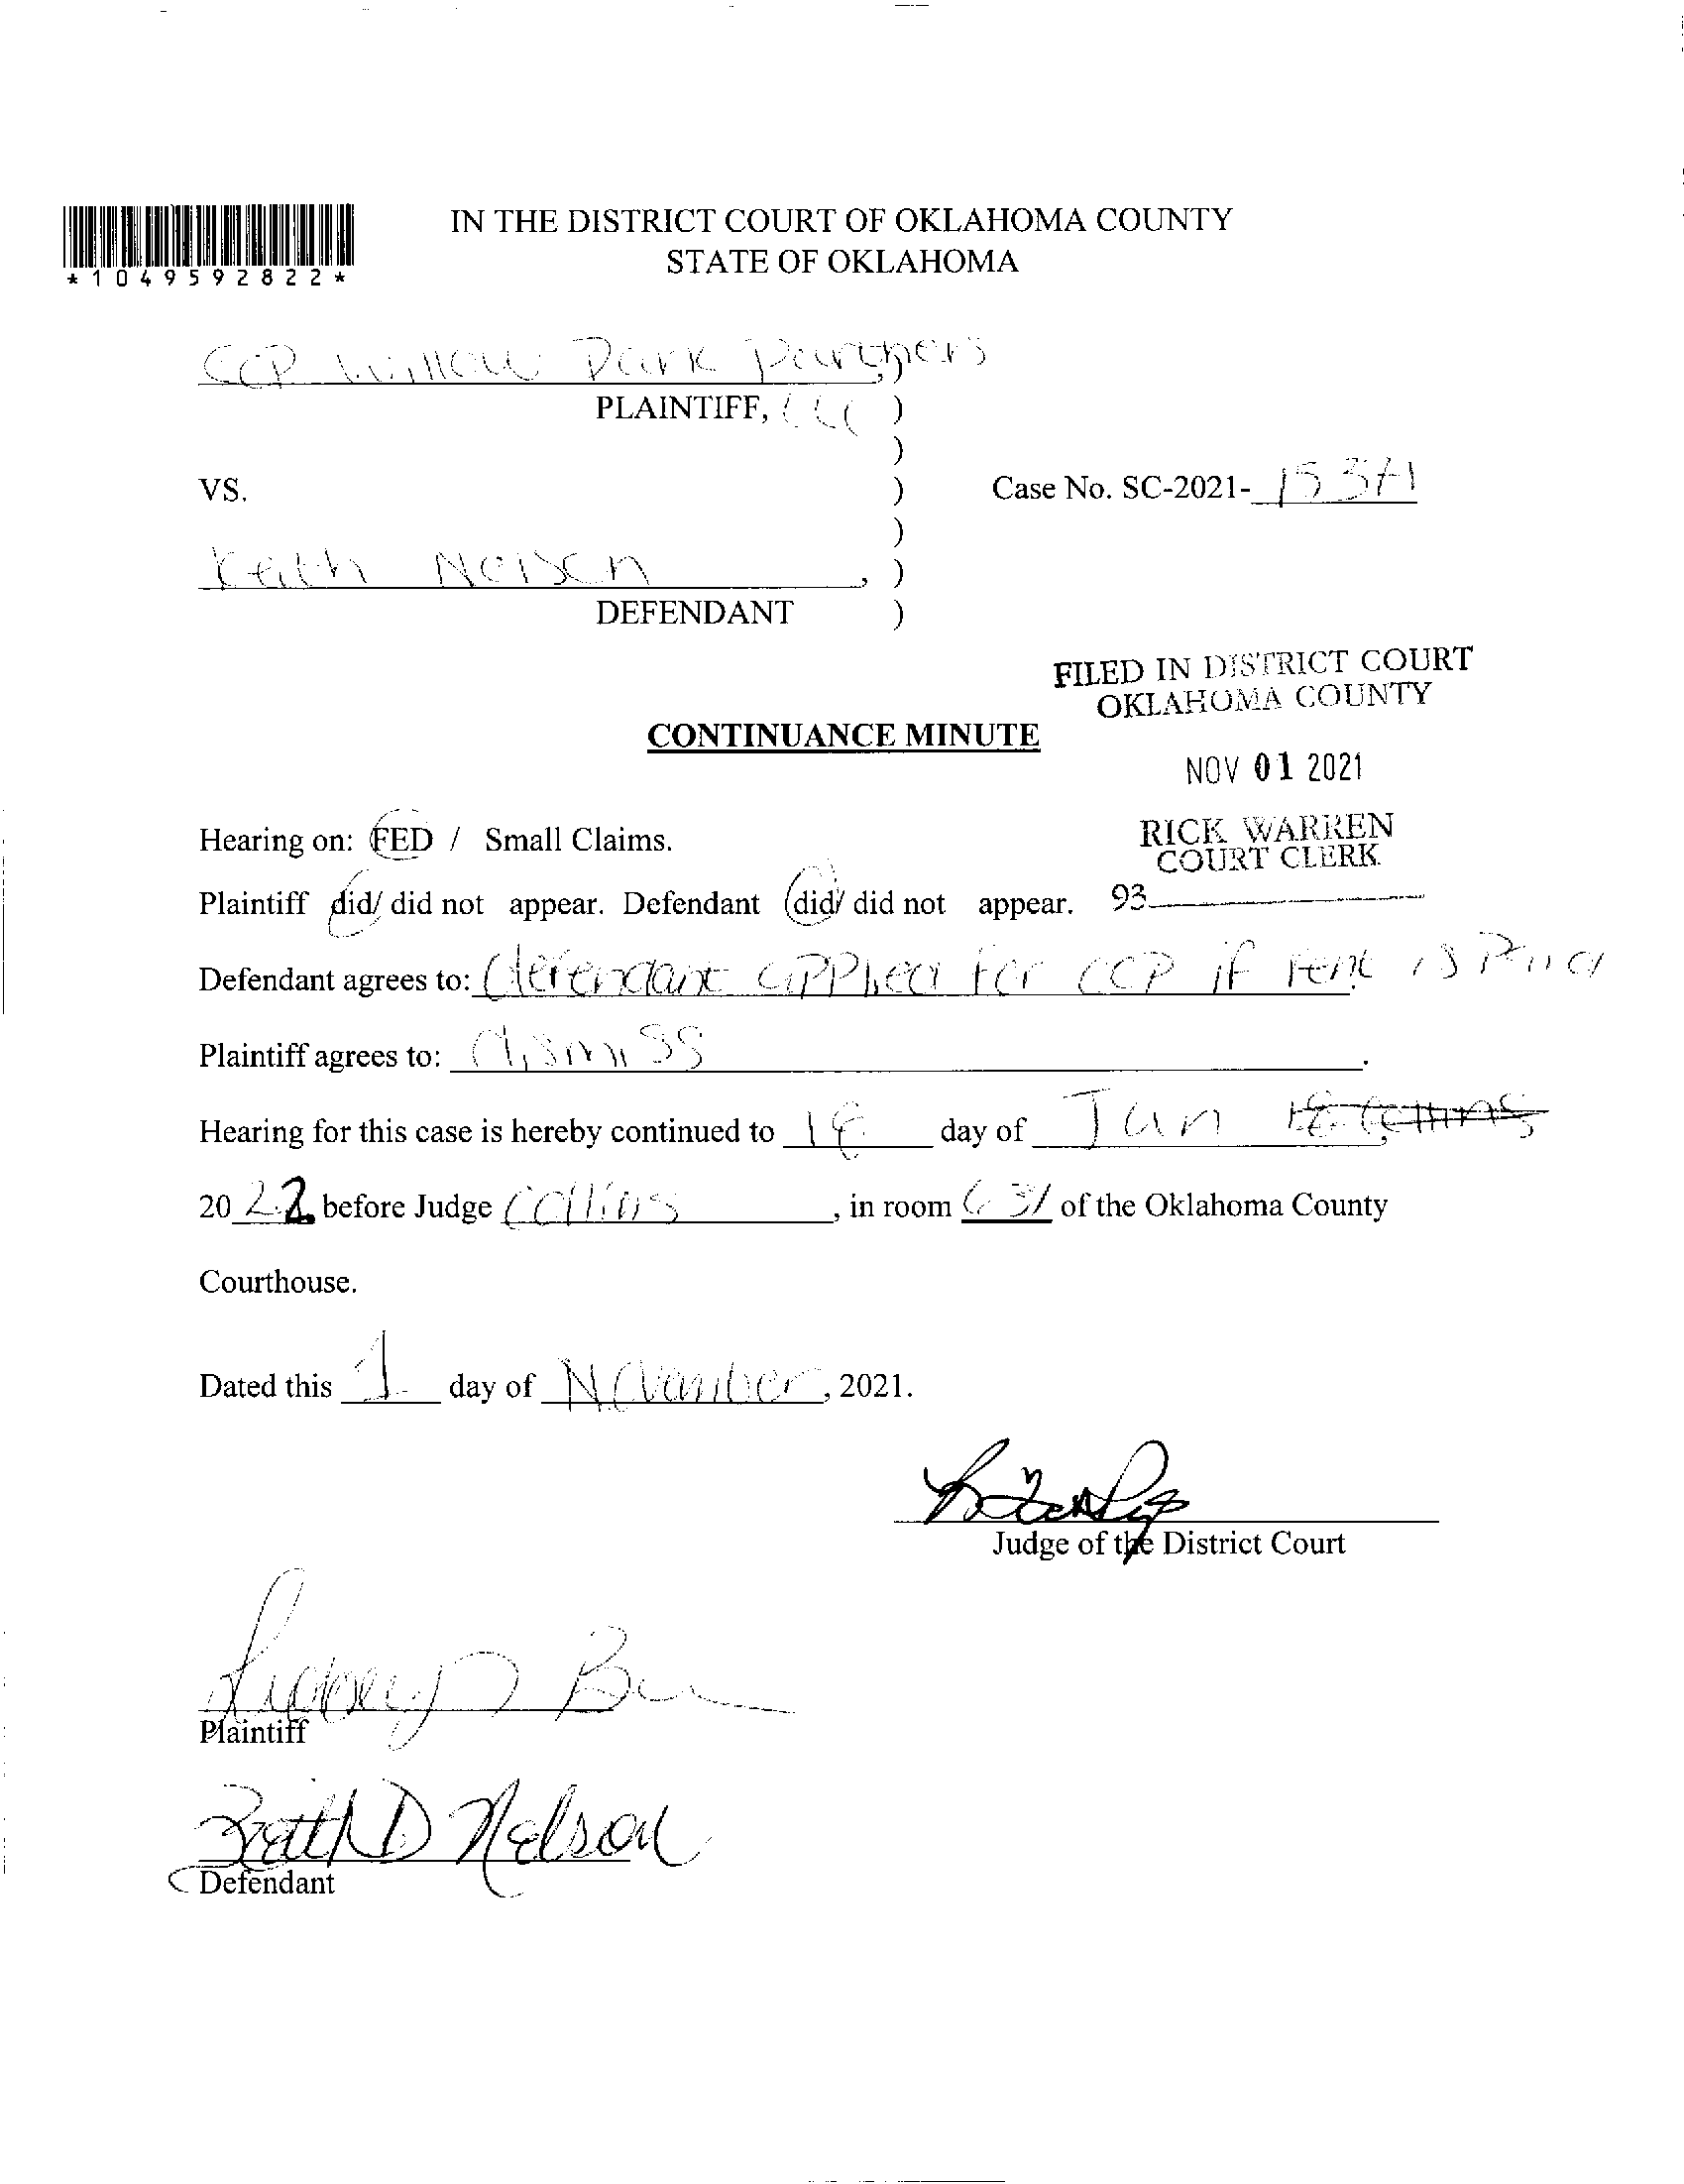 *1049592822*
IN THE DISTRICT COURT OF OKLAHOMA COUNTY
STATE OF OKLAHOMA
CCP Willow Park Partners
PLAINTIFF, LLC )
)
VS. ) Case No. SC-2021-
)
Keith Nelson, )
DEFENDANT )
FILED IN DISTRICT COURT
OKLAHOMA COUNTY
CONTINUANCE MINUTE
NOV 01 2021
Hearing on: FED / Small Claims.
RICK WARREN
COURT CLERK
Plaintiff did/ did not appear. Defendant did/ did not appear.
93
Defendant agrees to: defendant applied for CCP if rent is Paid.
Plaintiff agrees to: dismiss.
Hearing for this case is hereby continued to day of Jan,
2022 before Judge Collins, in room 631 of the Oklahoma County
Courthouse.
Dated this 1 day of November, 2021.
Judge of the District Court
Plaintiff
Keith D Nelson
Defendant